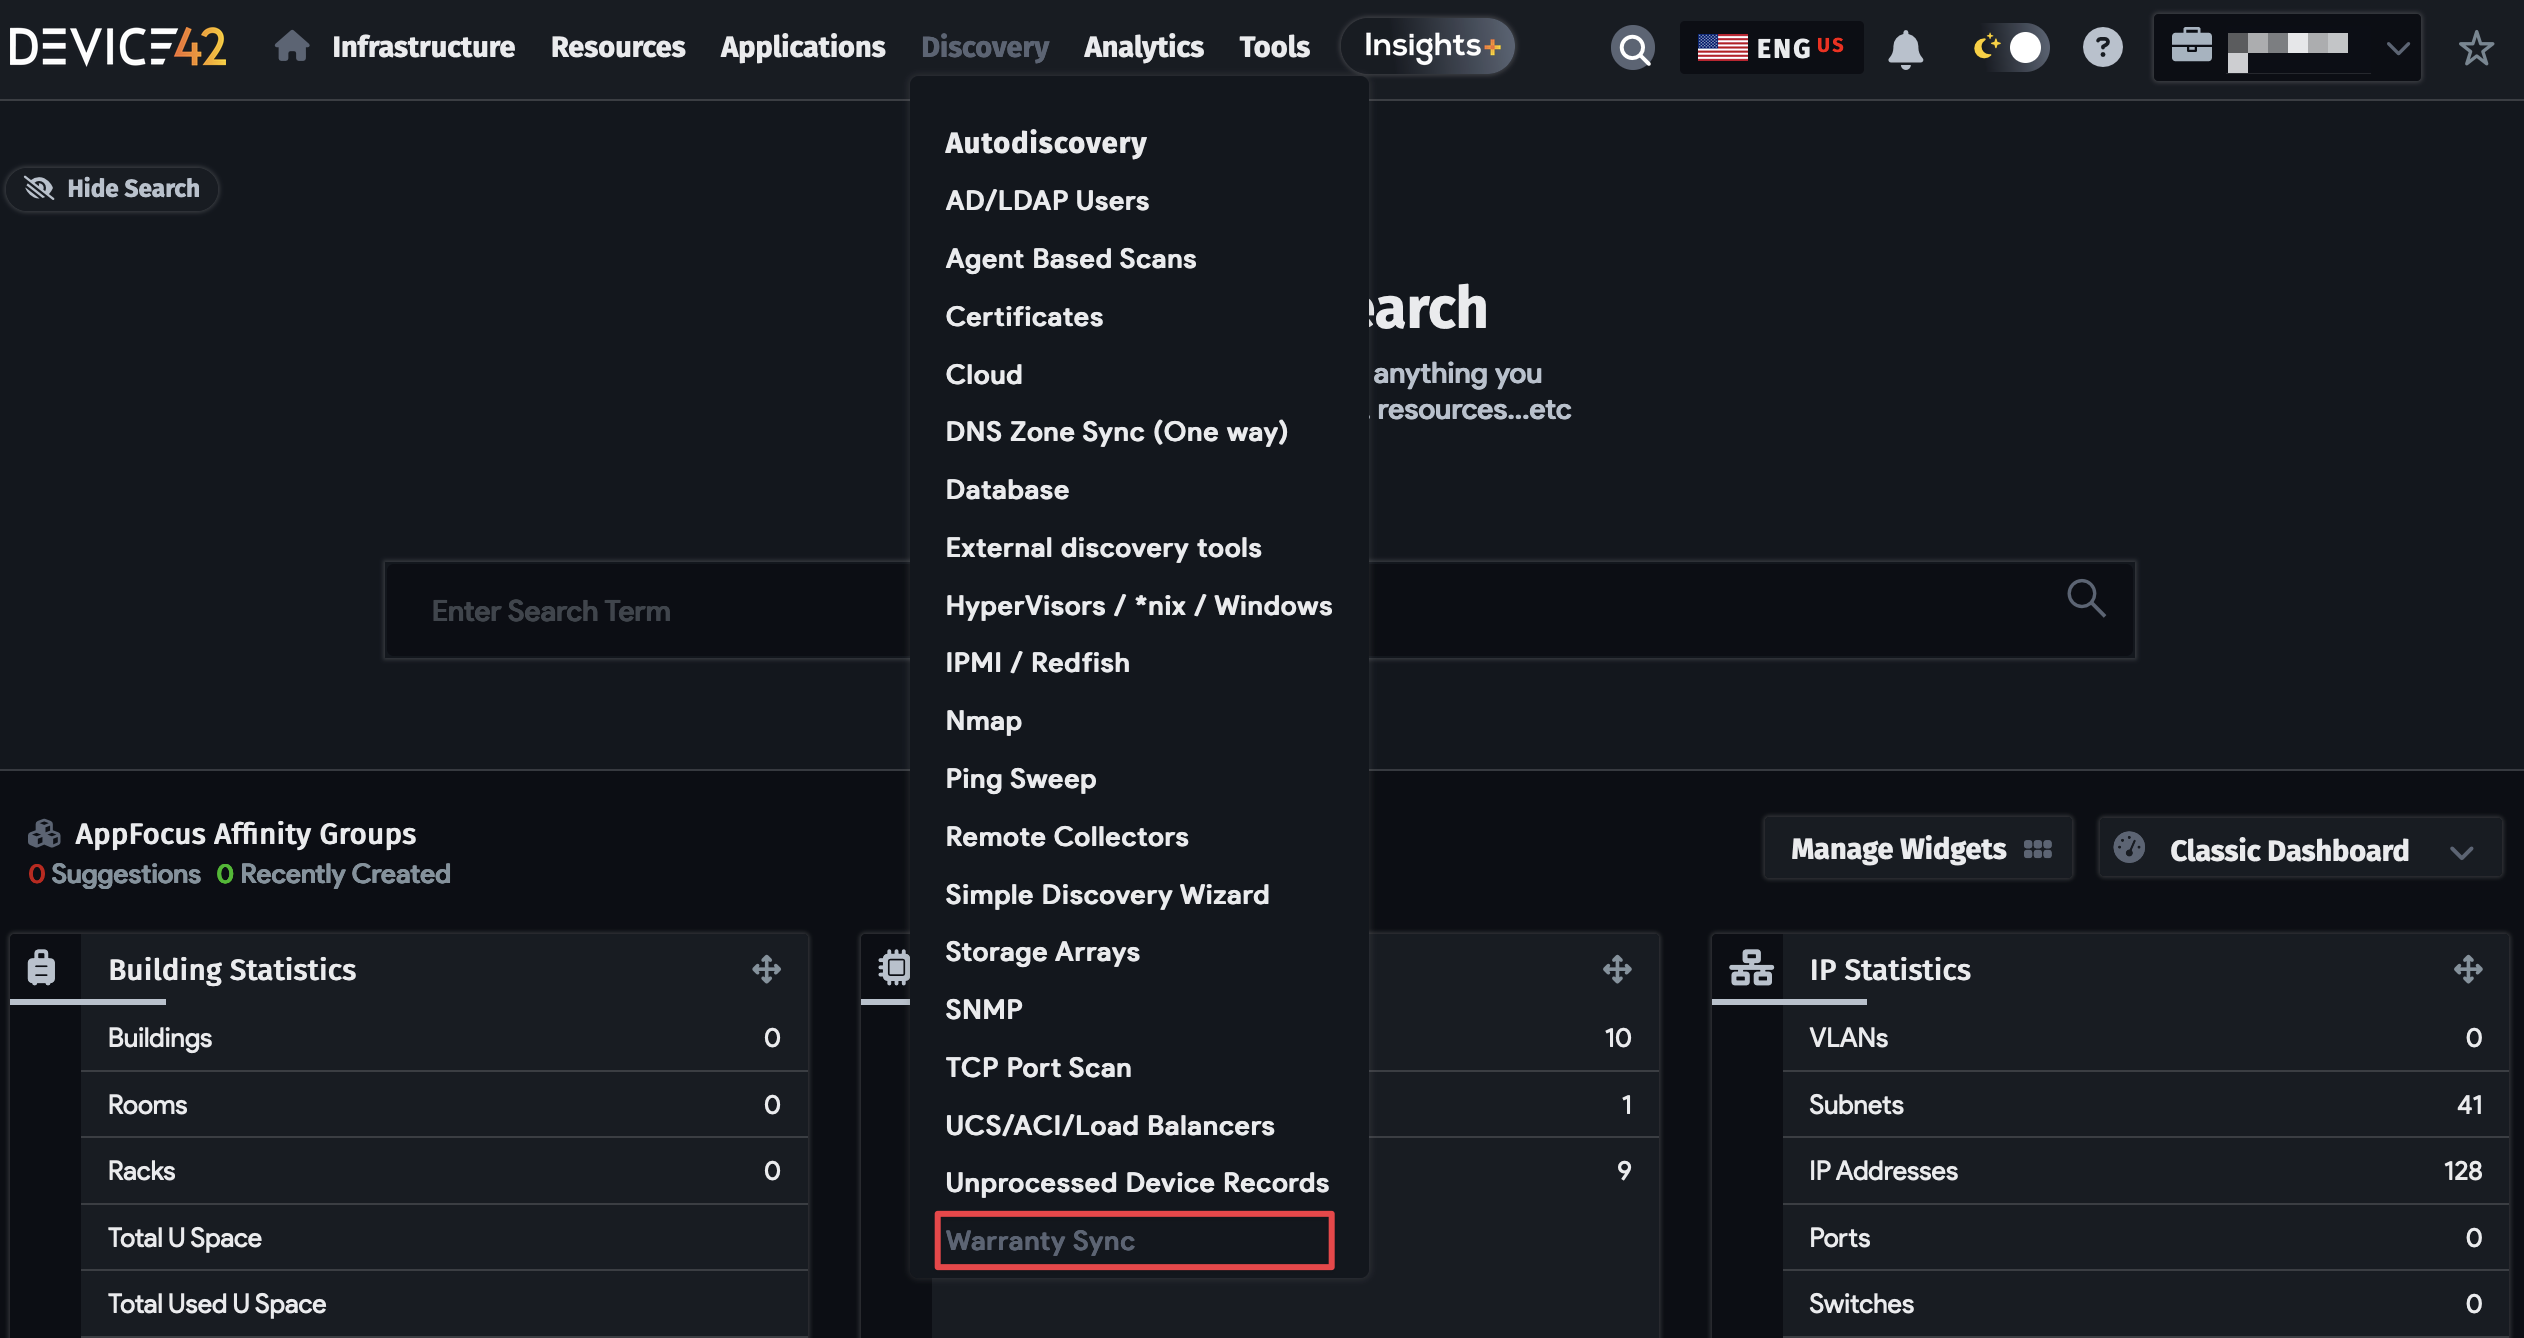 DEVICE42
Infrastructure
Resources
Applications
Discovery
Analytics
Tools
Insights+
ENG US
?
Hide Search
Autodiscovery
AD/LDAP Users
Agent Based Scans
Certificates
Cloud
DNS Zone Sync (One way)
Database
External discovery tools
HyperVisors / *nix / Windows
IPMI / Redfish
Nmap
Ping Sweep
Remote Collectors
Simple Discovery Wizard
Storage Arrays
SNMP
TCP Port Scan
UCS/ACI/Load Balancers
Unprocessed Device Records
Warranty Sync
earch
anything you
. resources...etc
Enter Search Term
AppFocus Affinity Groups
0 Suggestions 0 Recently Created
Manage Widgets
Classic Dashboard
Building Statistics
Buildings 0
Rooms 0
Racks 0
Total U Space
Total Used U Space
10
1
9
IP Statistics
VLANs 0
Subnets 41
IP Addresses 128
Ports 0
Switches 0